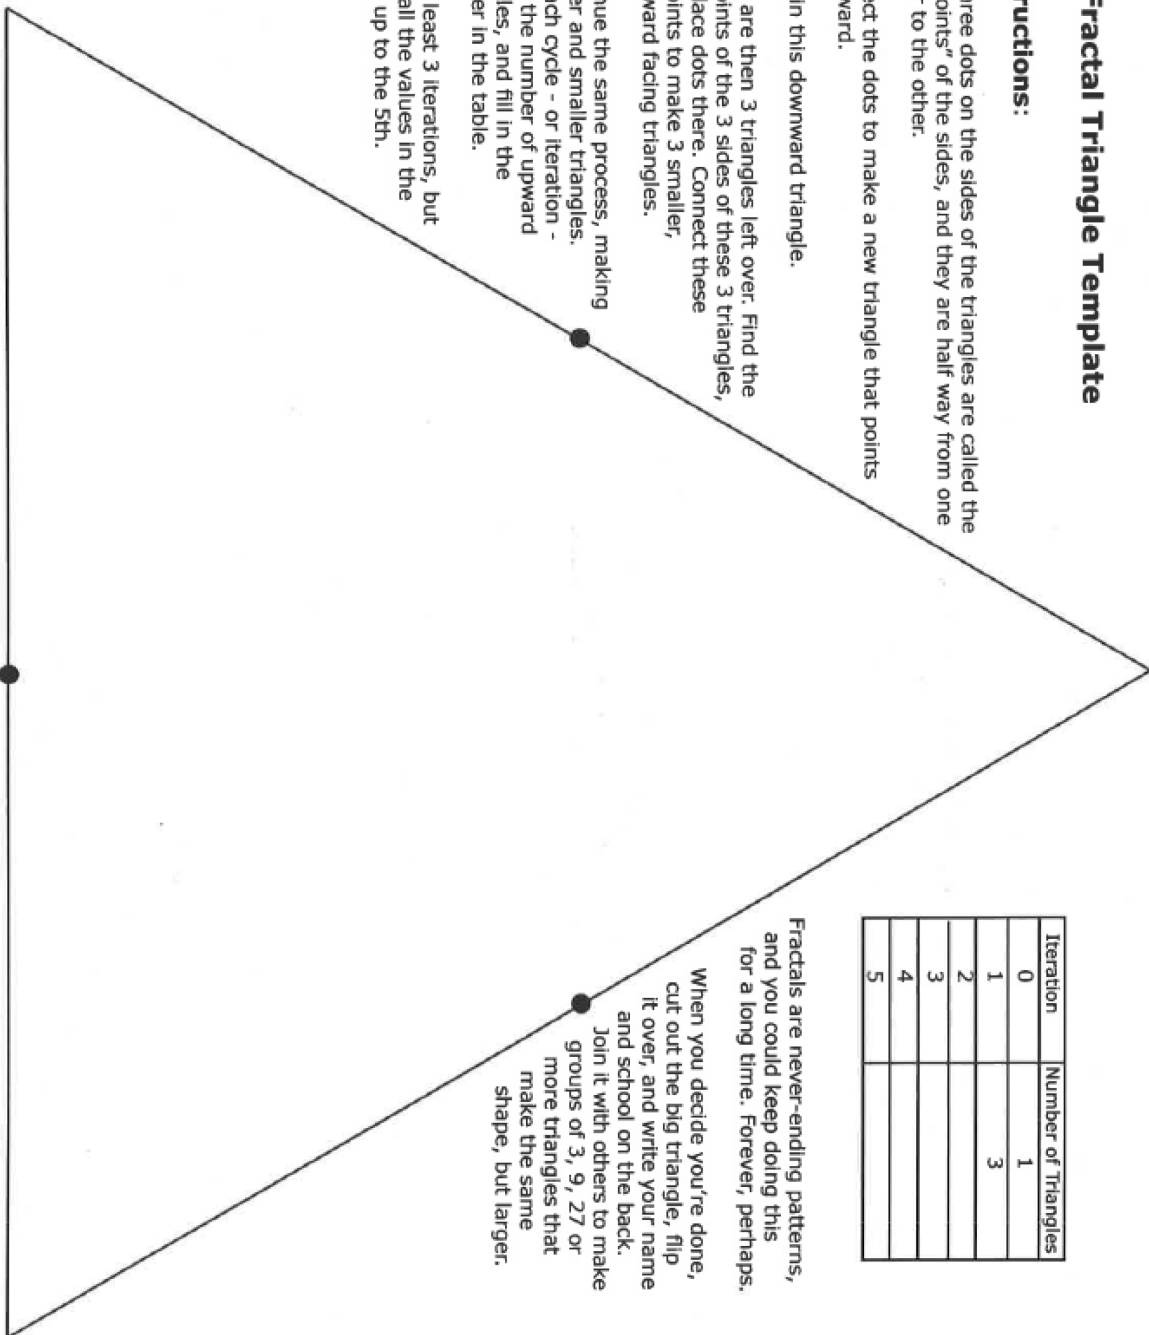 Fractal Triangle Template
ructions:
hree dots on the sides of the triangles are called the
oints" of the sides, and they are half way from one
r to the other.
ect the dots to make a new triangle that points
ward.
in this downward triangle.
are then 3 triangles left over. Find the
ints of the 3 sides of these 3 triangles,
lace dots there. Connect these
ints to make 3 smaller,
ward facing triangles.
nue the same process, making
er and smaller triangles.
ach cycle - or iteration -
the number of upward
les, and fill in the
er in the table.
least 3 iterations, but
all the values in the
up to the 5th.
Iteration Number of Triangles
0 1
1 3
2
3
4
5
Fractals are never-ending patterns,
and you could keep doing this
for a long time. Forever, perhaps.
When you decide you're done,
cut out the big triangle, flip
it over, and write your name
and school on the back.
Join it with others to make
groups of 3, 9, 27 or
more triangles that
make the same
shape, but larger.